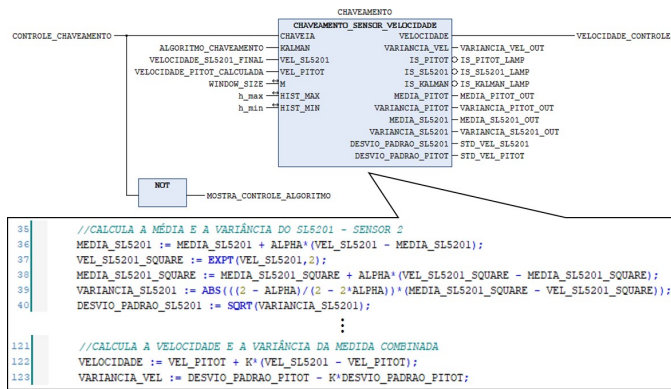 CHAVEAMENTO
CHAVEAMENTO_SENSOR_VELOCIDADE
CONTROLE_CHAVEAMENTO CHAVEIA VELOCIDADE VELOCIDADE_CONTROLE
ALGORITMO_CHAVEAMENTO KALMAN VARIANCIA_VEL VARIANCIA_VEL_OUT
VELOCIDADE_SL5201_FINAL VEL_SL5201 IS_PITOT IS_PITOT_LAMP
VELOCIDADE_PITOT_CALCULADA VEL_PITOT IS_SL5201 IS_SL5201_LAMP
WINDOW_SIZE M IS_KALMAN IS_KALMAN_LAMP
h_max HIST_MAX MEDIA_PITOT MEDIA_PITOT_OUT
h_min HIST_MIN VARIANCIA_PITOT VARIANCIA_PITOT_OUT
MEDIA_SL5201 MEDIA_SL5201_OUT
VARIANCIA_SL5201 VARIANCIA_SL5201_OUT
DESVIO_PADRAO_SL5201 STD_VEL_SL5201
DESVIO_PADRAO_PITOT STD_VEL_PITOT
NOT
MOSTRA_CONTROLE_ALGORITMO
35 //CALCULA A MÉDIA E A VARIÂNCIA DO SL5201 - SENSOR 2
36 MEDIA_SL5201 := MEDIA_SL5201 + ALPHA*(VEL_SL5201 - MEDIA_SL5201);
37 VEL_SL5201_SQUARE := EXPT(VEL_SL5201,2);
38 MEDIA_SL5201_SQUARE := MEDIA_SL5201_SQUARE + ALPHA*(VEL_SL5201_SQUARE - MEDIA_SL5201_SQUARE);
39 VARIANCIA_SL5201 := ABS(((2 - ALPHA)/(2 - 2*ALPHA))*(MEDIA_SL5201_SQUARE - VEL_SL5201_SQUARE));
40 DESVIO_PADRAO_SL5201 := SQRT(VARIANCIA_SL5201);
121 //CALCULA A VELOCIDADE E A VARIÂNCIA DA MEDIDA COMBINADA
122 VELOCIDADE := VEL_PITOT + K*(VEL_SL5201 - VEL_PITOT);
123 VARIANCIA_VEL := DESVIO_PADRAO_PITOT - K*DESVIO_PADRAO_PITOT;